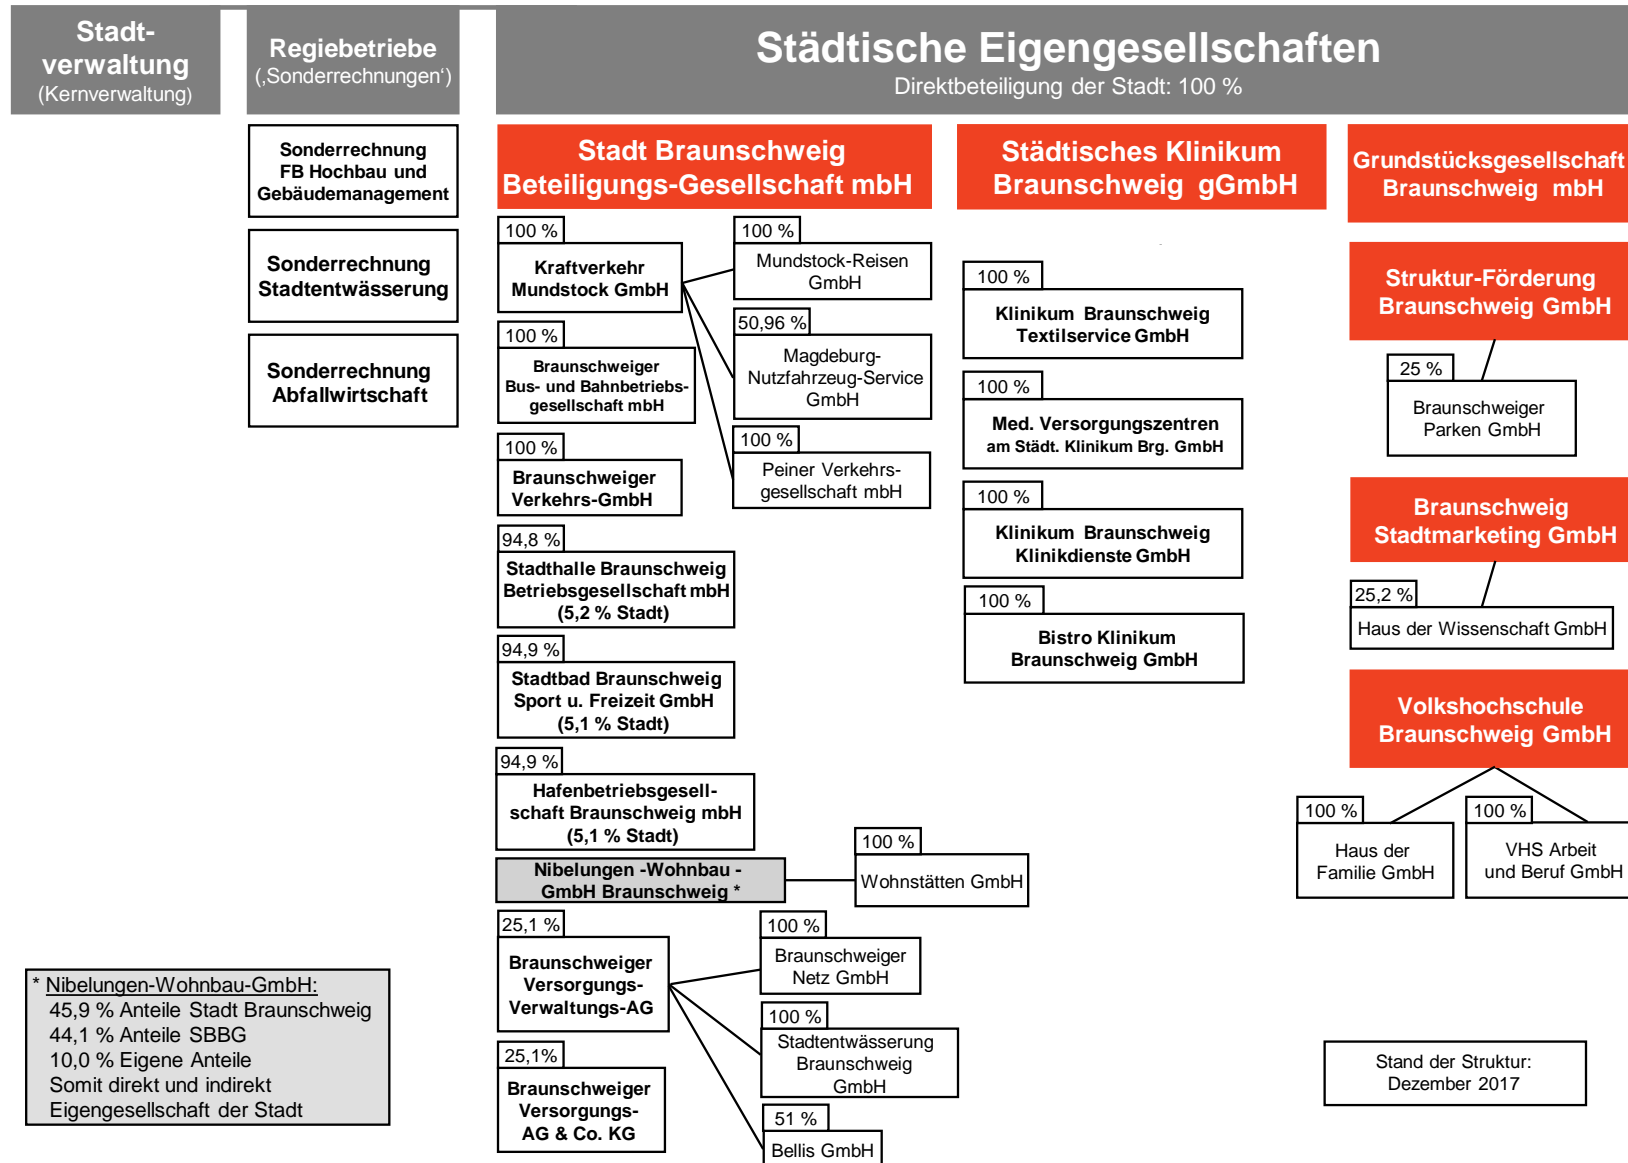 Stadt-
verwaltung
(Kernverwaltung)
Regiebetriebe
(‚Sonderrechnungen‘)
Städtische Eigengesellschaften
Direktbeteiligung der Stadt: 100 %
Sonderrechnung
FB Hochbau und
Gebäudemanagement
Sonderrechnung
Stadtentwässerung
Sonderrechnung
Abfallwirtschaft
Stadt Braunschweig
Beteiligungs-Gesellschaft mbH
100 %
Kraftverkehr
Mundstock GmbH
100 %
Mundstock-Reisen
GmbH
50,96 %
Magdeburg-
Nutzfahrzeug-Service
GmbH
100 %
Peiner Verkehrs-
gesellschaft mbH
100 %
Braunschweiger
Bus- und Bahnbetriebs-
gesellschaft mbH
100 %
Braunschweiger
Verkehrs-GmbH
94,8 %
Stadthalle Braunschweig
Betriebsgesellschaft mbH
(5,2 % Stadt)
94,9 %
Stadtbad Braunschweig
Sport u. Freizeit GmbH
(5,1 % Stadt)
94,9 %
Hafenbetriebsgesell-
schaft Braunschweig mbH
(5,1 % Stadt)
Nibelungen -Wohnbau -
GmbH Braunschweig *
100 %
Wohnstätten GmbH
25,1 %
Braunschweiger
Versorgungs-
Verwaltungs-AG
100 %
Braunschweiger
Netz GmbH
100 %
Stadtentwässerung
Braunschweig
GmbH
51 %
Bellis GmbH
25,1%
Braunschweiger
Versorgungs-
AG & Co. KG
Städtisches Klinikum
Braunschweig gGmbH
100 %
Klinikum Braunschweig
Textilservice GmbH
100 %
Med. Versorgungszentren
am Städt. Klinikum Brg. GmbH
100 %
Klinikum Braunschweig
Klinikdienste GmbH
100 %
Bistro Klinikum
Braunschweig GmbH
Grundstücksgesellschaft
Braunschweig mbH
Struktur-Förderung
Braunschweig GmbH
25 %
Braunschweiger
Parken GmbH
Braunschweig
Stadtmarketing GmbH
25,2 %
Haus der Wissenschaft GmbH
Volkshochschule
Braunschweig GmbH
100 %
Haus der
Familie GmbH
100 %
VHS Arbeit
und Beruf GmbH
* Nibelungen-Wohnbau-GmbH:
45,9 % Anteile Stadt Braunschweig
44,1 % Anteile SBBG
10,0 % Eigene Anteile
Somit direkt und indirekt
Eigengesellschaft der Stadt
Stand der Struktur:
Dezember 2017